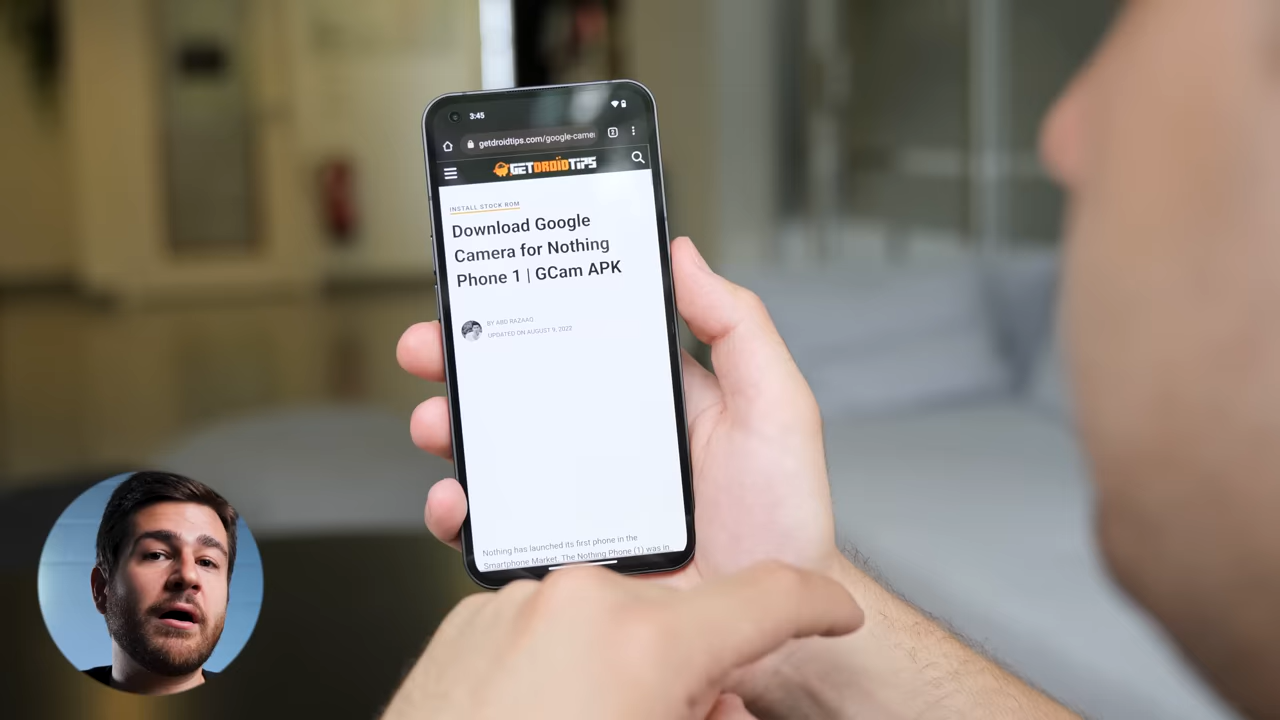 3:45
getdroidtips.com/google-came
2
GETDROIDTIPS
INSTALL STOCK ROM
Download Google
Camera for Nothing
Phone 1 | GCam APK
BY ABD RAZAAQ
UPDATED ON AUGUST 9, 2022
Nothing has launched its first phone in the
Smartphone Market. The Nothing Phone (1) was in